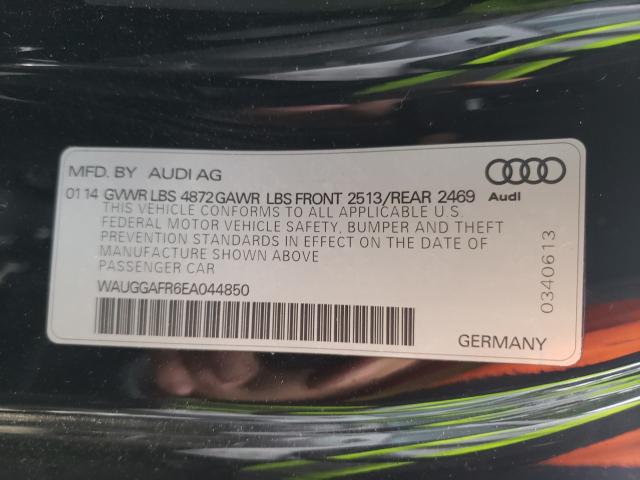 MFD. BY AUDI AG
01 14 GVWR LBS 4872 GAWR LBS FRONT 2513/REAR 2469
Audi
THIS VEHICLE CONFORMS TO ALL APPLICABLE U.S.
FEDERAL MOTOR VEHICLE SAFETY, BUMPER AND THEFT
PREVENTION STANDARDS IN EFFECT ON THE DATE OF
MANUFACTURE SHOWN ABOVE
PASSENGER CAR
WAUGGAFR6EA044850
0340613
GERMANY